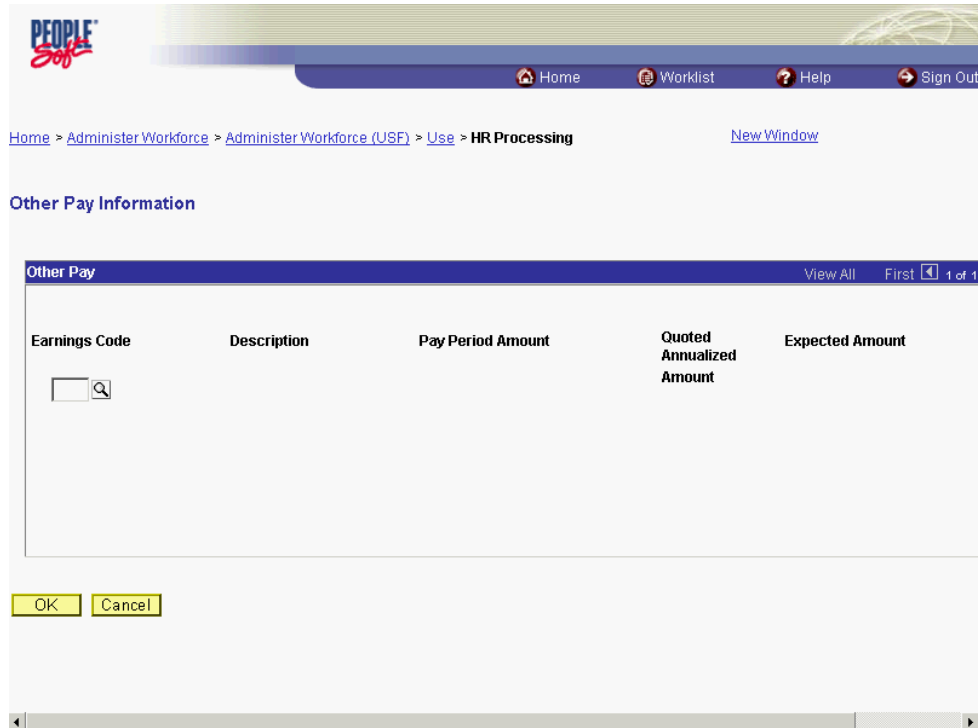 PEOPLE
Soft
Home Worklist Help Sign Out
Home > Administer Workforce > Administer Workforce (USF) > Use > HR Processing New Window
Other Pay Information
Other Pay View All First 1 of 1
Earnings Code Description Pay Period Amount Quoted Annualized Amount Expected Amount
OK Cancel